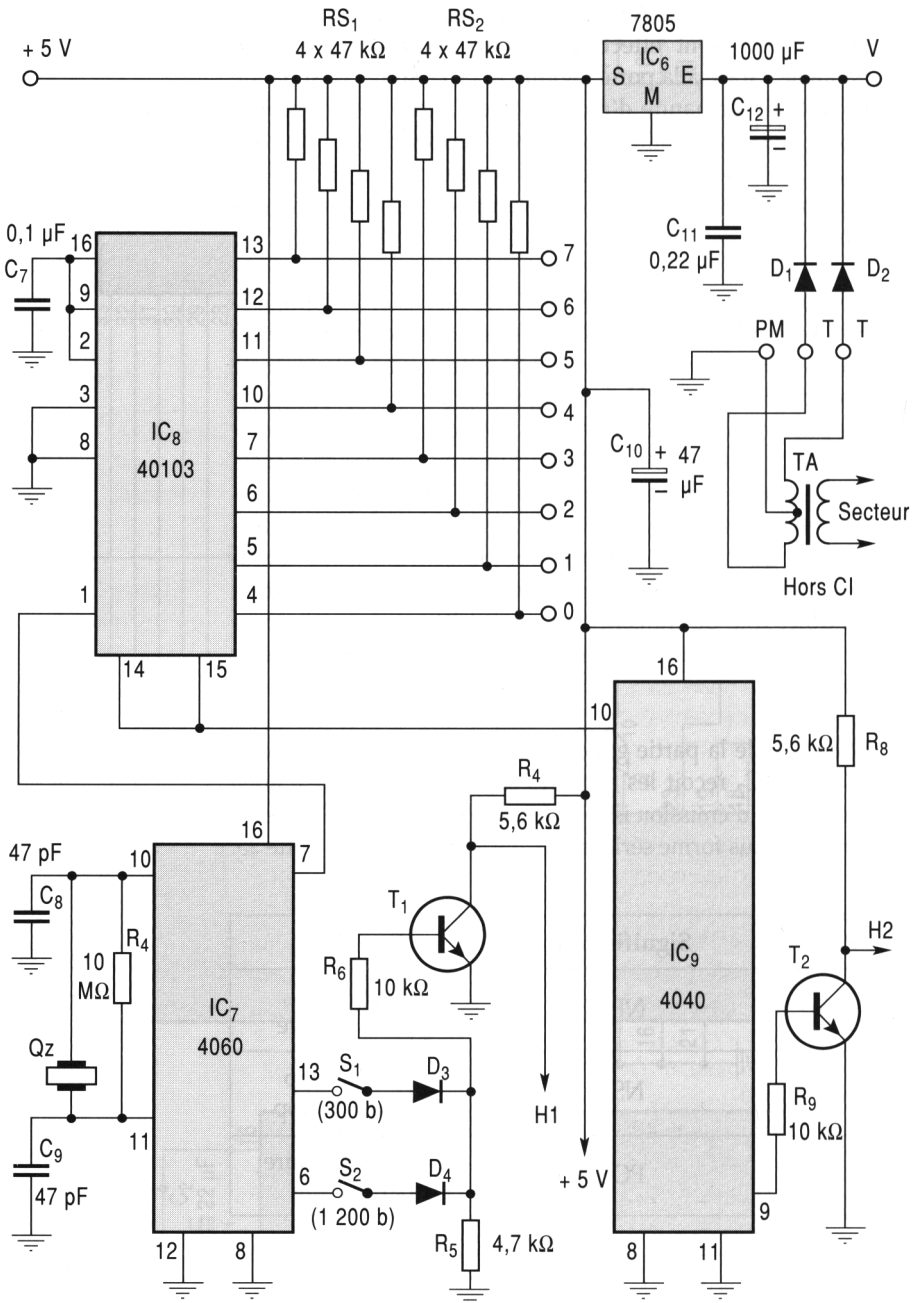 RS₁
RS₂
7805
+ 5 V
4 x 47 kΩ
4 x 47 kΩ
IC₆
1000 µF
V
S
E
M
C₁₂
+
−
0,1 µF
C₇
16
13
7
C₁₁
0,22 µF
D₁
D₂
9
12
6
PM
T
T
2
11
5
3
10
4
IC₈
40103
8
7
3
C₁₀
+
−
47
µF
TA
Secteur
6
2
5
1
Hors CI
1
4
0
14
15
16
10
5,6 kΩ
R₈
R₄
5,6 kΩ
47 pF
C₈
10
16
7
T₁
H2
R₄
10
MΩ
R₆
10 kΩ
IC₉
4040
T₂
IC₇
4060
Qz
13
S₁
(300 b)
D₃
H1
R₉
10 kΩ
11
C₉
47 pF
6
S₂
(1 200 b)
D₄
+ 5 V
9
R₅
4,7 kΩ
12
8
8
11